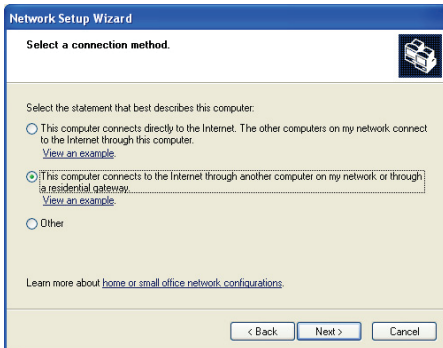 Network Setup Wizard
Select a connection method.
Select the statement that best describes this computer:
This computer connects directly to the Internet. The other computers on my network connect
to the Internet through this computer.
View an example.
This computer connects to the Internet through another computer on my network or through
a residential gateway.
View an example.
Other
Learn more about home or small office network configurations.
< Back Next > Cancel